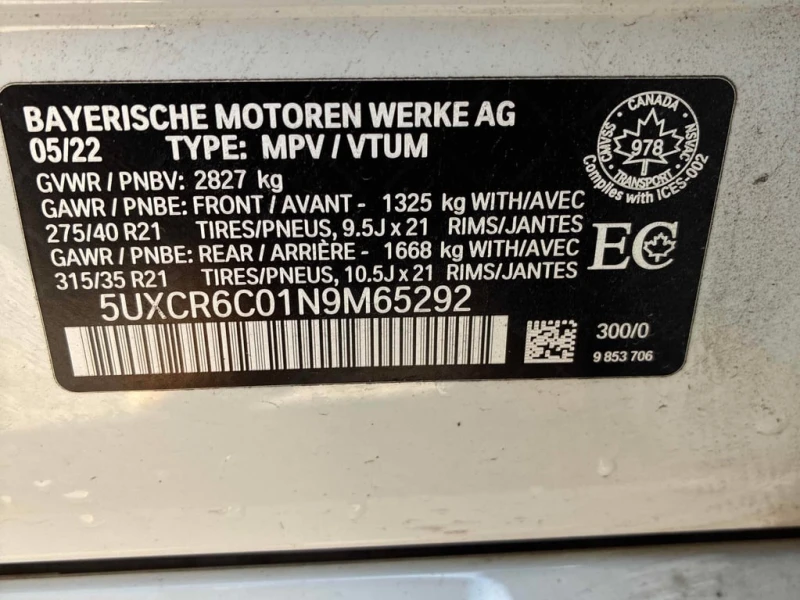 BAYERISCHE MOTOREN WERKE AG
05/22 TYPE: MPV / VTUM
GVWR / PNBV: 2827 kg
GAWR / PNBE: FRONT / AVANT - 1325 kg WITH/AVEC
275/40 R21 TIRES/PNEUS, 9.5J x 21 RIMS/JANTES
GAWR / PNBE: REAR / ARRIÈRE - 1668 kg WITH/AVEC
315/35 R21 TIRES/PNEUS, 10.5J x 21 RIMS/JANTES
5UXCR6C01N9M65292
CANADA
CMVSS NSVAC
978
TRANSPORT
Complies with ICES-002
EC
300/0
9 853 706